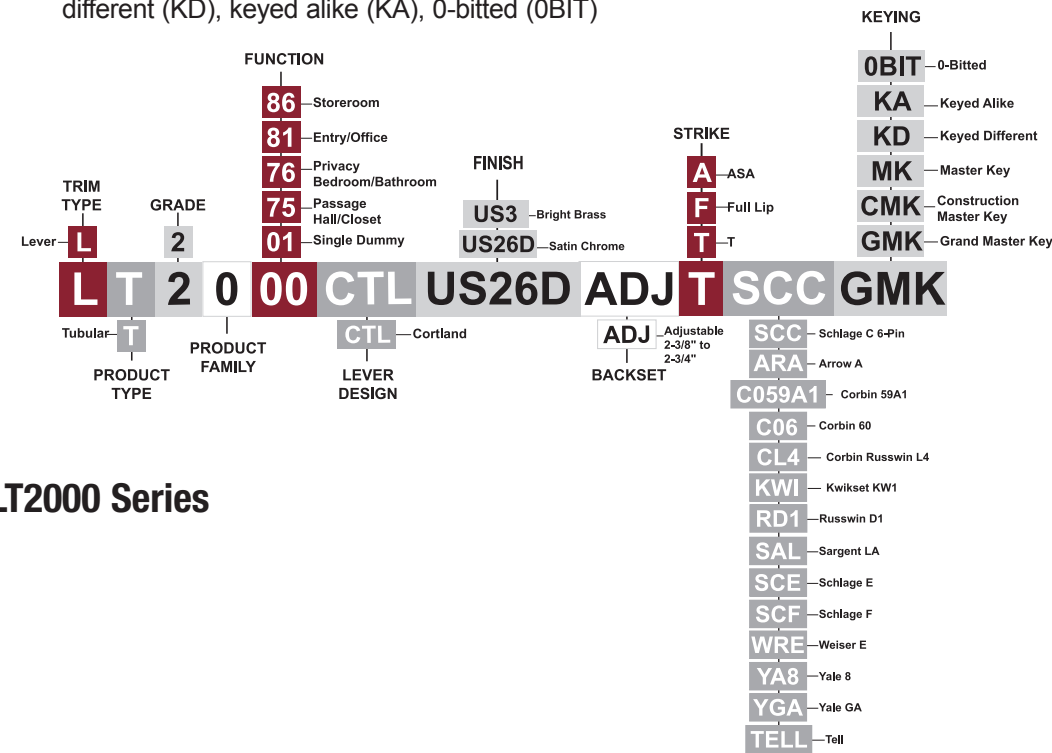 different (KD), keyed alike (KA), 0-bitted (0BIT)
KEYING
0BIT 0-Bitted
KA Keyed Alike
KD Keyed Different
MK Master Key
CMK Construction
Master Key
GMK Grand Master Key
FUNCTION
86 Storeroom
81 Entry/Office
76 Privacy
Bedroom/Bathroom
75 Passage
Hall/Closet
01 Single Dummy
STRIKE
A ASA
F Full Lip
T T
FINISH
US3 Bright Brass
US26D Satin Chrome
TRIM
TYPE
Lever L
GRADE
2
L T 2 0 00 CTL US26D ADJ T SCC GMK
Tubular T
PRODUCT
TYPE
PRODUCT
FAMILY
CTL Cortland
LEVER
DESIGN
ADJ Adjustable
2-3/8" to
2-3/4"
BACKSET
SCC Schlage C 6-Pin
ARA Arrow A
C059A1 Corbin 59A1
C06 Corbin 60
CL4 Corbin Russwin L4
KWI Kwikset KW1
RD1 Russwin D1
SAL Sargent LA
SCE Schlage E
SCF Schlage F
WRE Weiser E
YA8 Yale 8
YGA Yale GA
TELL Tell
LT2000 Series